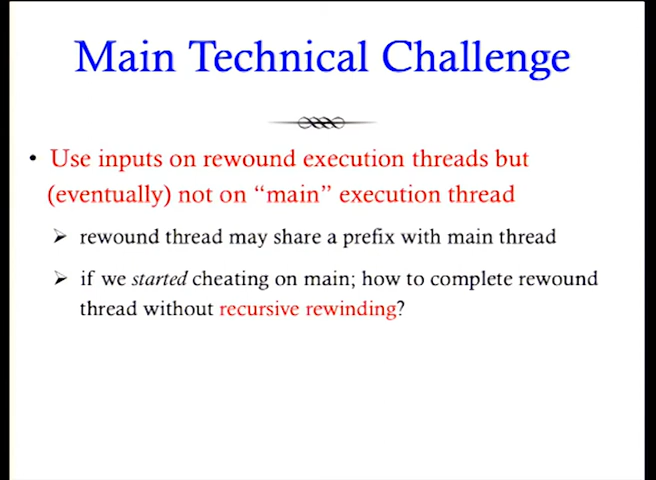 Main Technical Challenge
• Use inputs on rewound execution threads but
(eventually) not on “main” execution thread
➢ rewound thread may share a prefix with main thread
➢ if we started cheating on main; how to complete rewound
thread without recursive rewinding?